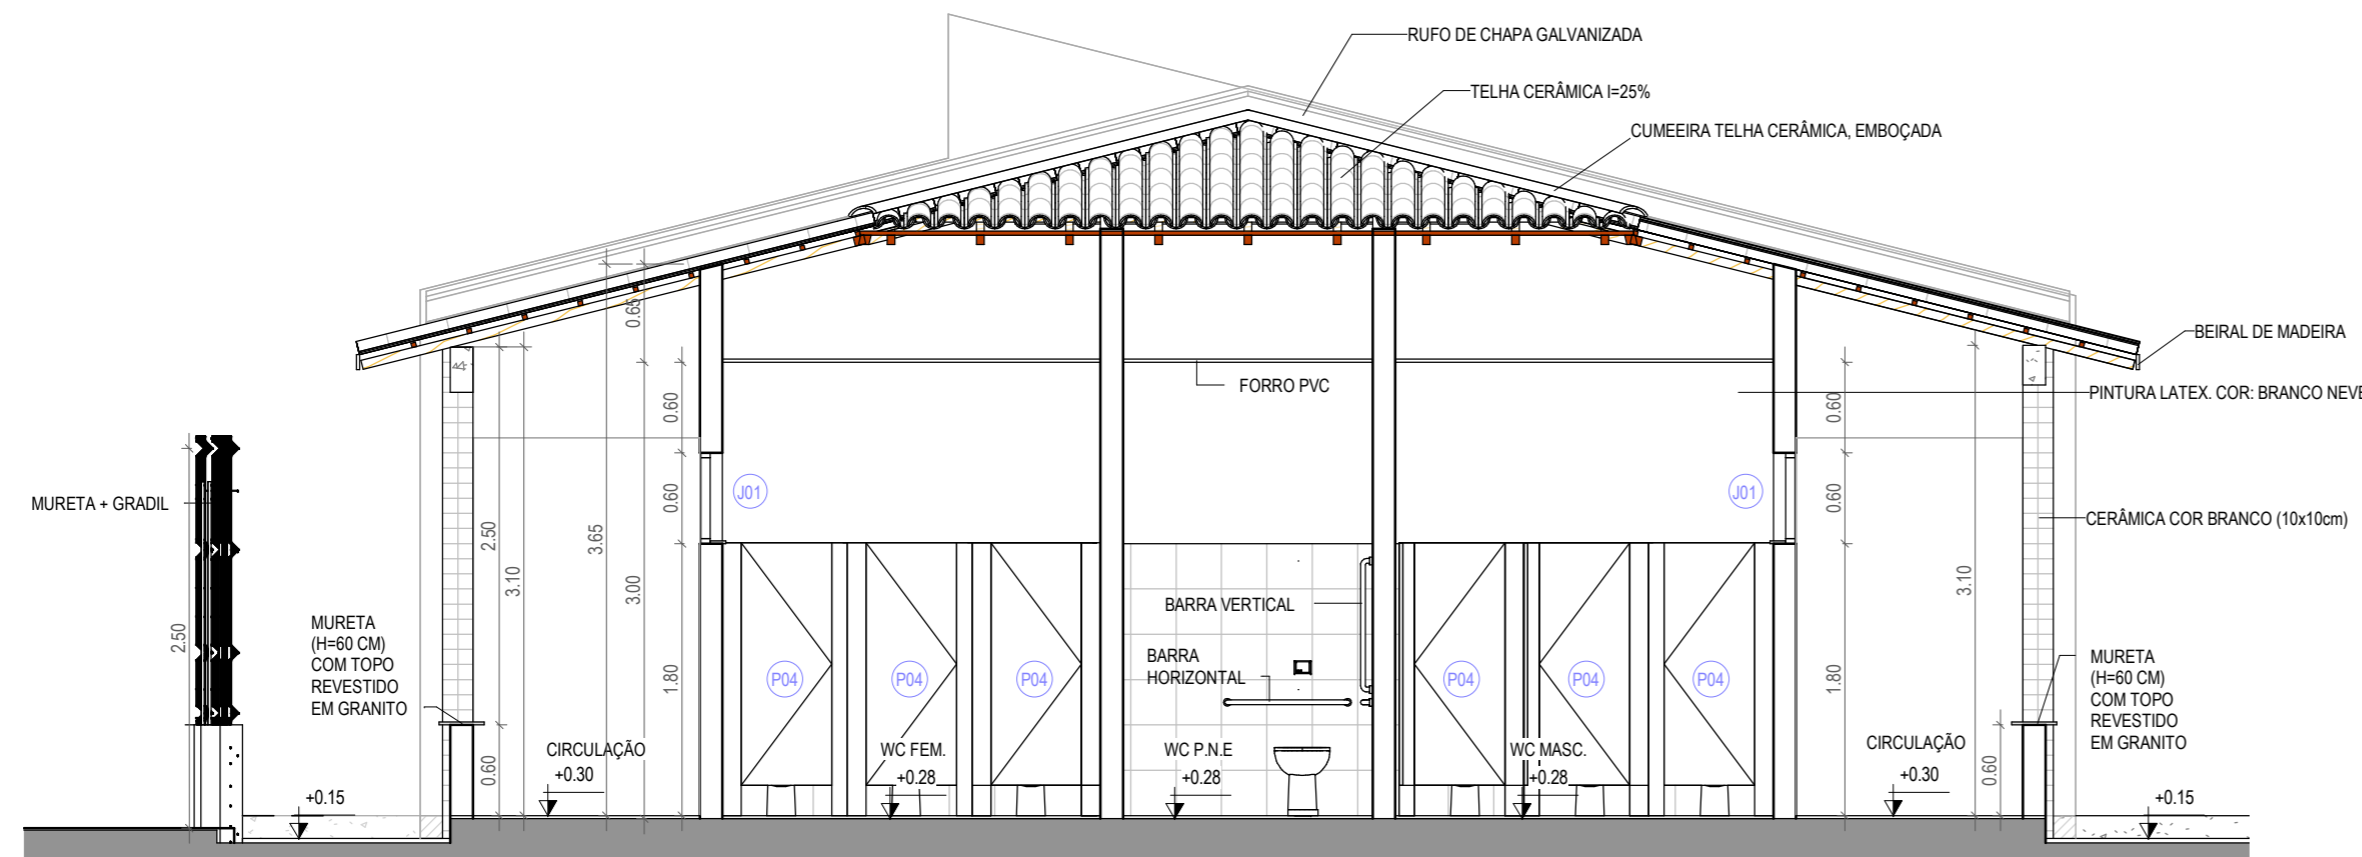 RUFO DE CHAPA GALVANIZADA
TELHA CERÂMICA I=25%
CUMEEIRA TELHA CERÂMICA, EMBOÇADA
BEIRAL DE MADEIRA
FORRO PVC
PINTURA LATEX. COR: BRANCO NEVE
MURETA + GRADIL
CERÂMICA COR BRANCO (10x10cm)
J01
J01
0.65
0.60
0.60
2.50
3.65
3.10
3.00
1.80
0.60
2.50
0.60
0.60
3.10
1.80
0.60
MURETA
(H=60 CM)
COM TOPO
REVESTIDO
EM GRANITO
BARRA VERTICAL
BARRA
HORIZONTAL
P04
P04
P04
P04
P04
P04
MURETA
(H=60 CM)
COM TOPO
REVESTIDO
EM GRANITO
CIRCULAÇÃO
+0.30
WC FEM.
+0.28
WC P.N.E
+0.28
WC MASC.
+0.28
CIRCULAÇÃO
+0.30
+0.15
+0.15